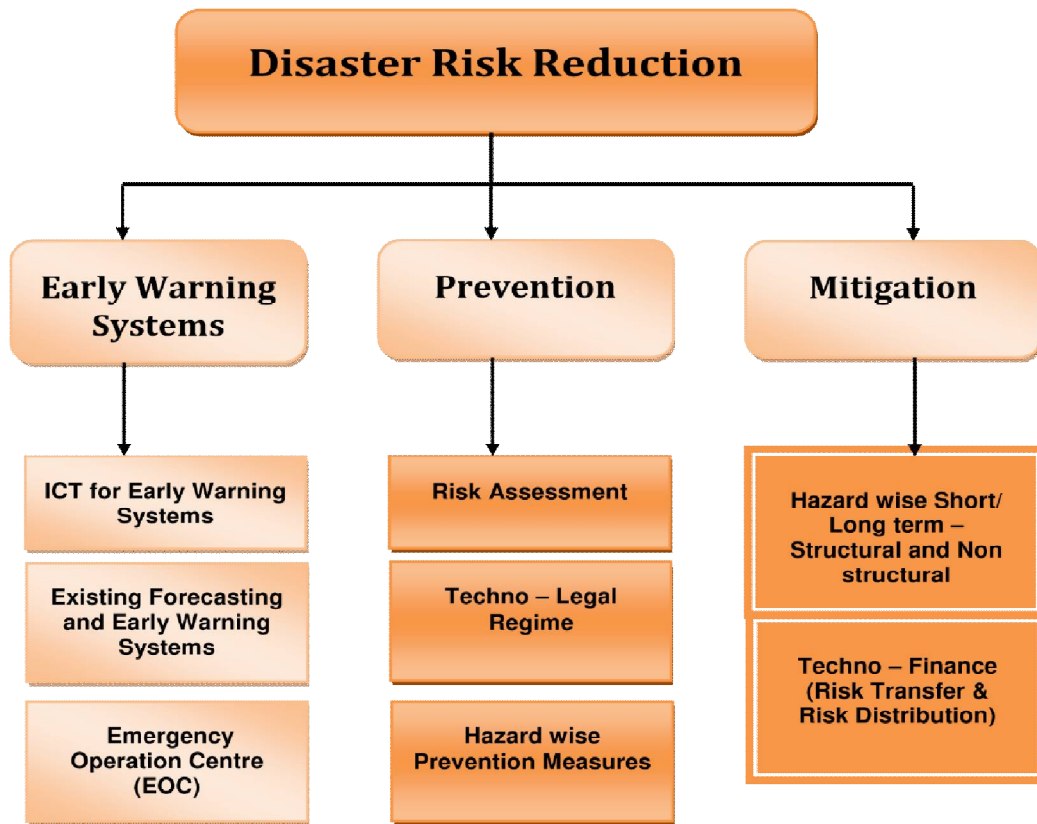 Disaster Risk Reduction
Early Warning
Systems
Prevention
Mitigation
ICT for Early Warning
Systems
Existing Forecasting
and Early Warning
Systems
Emergency
Operation Centre
(EOC)
Risk Assessment
Techno – Legal
Regime
Hazard wise
Prevention Measures
Hazard wise Short/
Long term –
Structural and Non
structural
Techno – Finance
(Risk Transfer &
Risk Distribution)